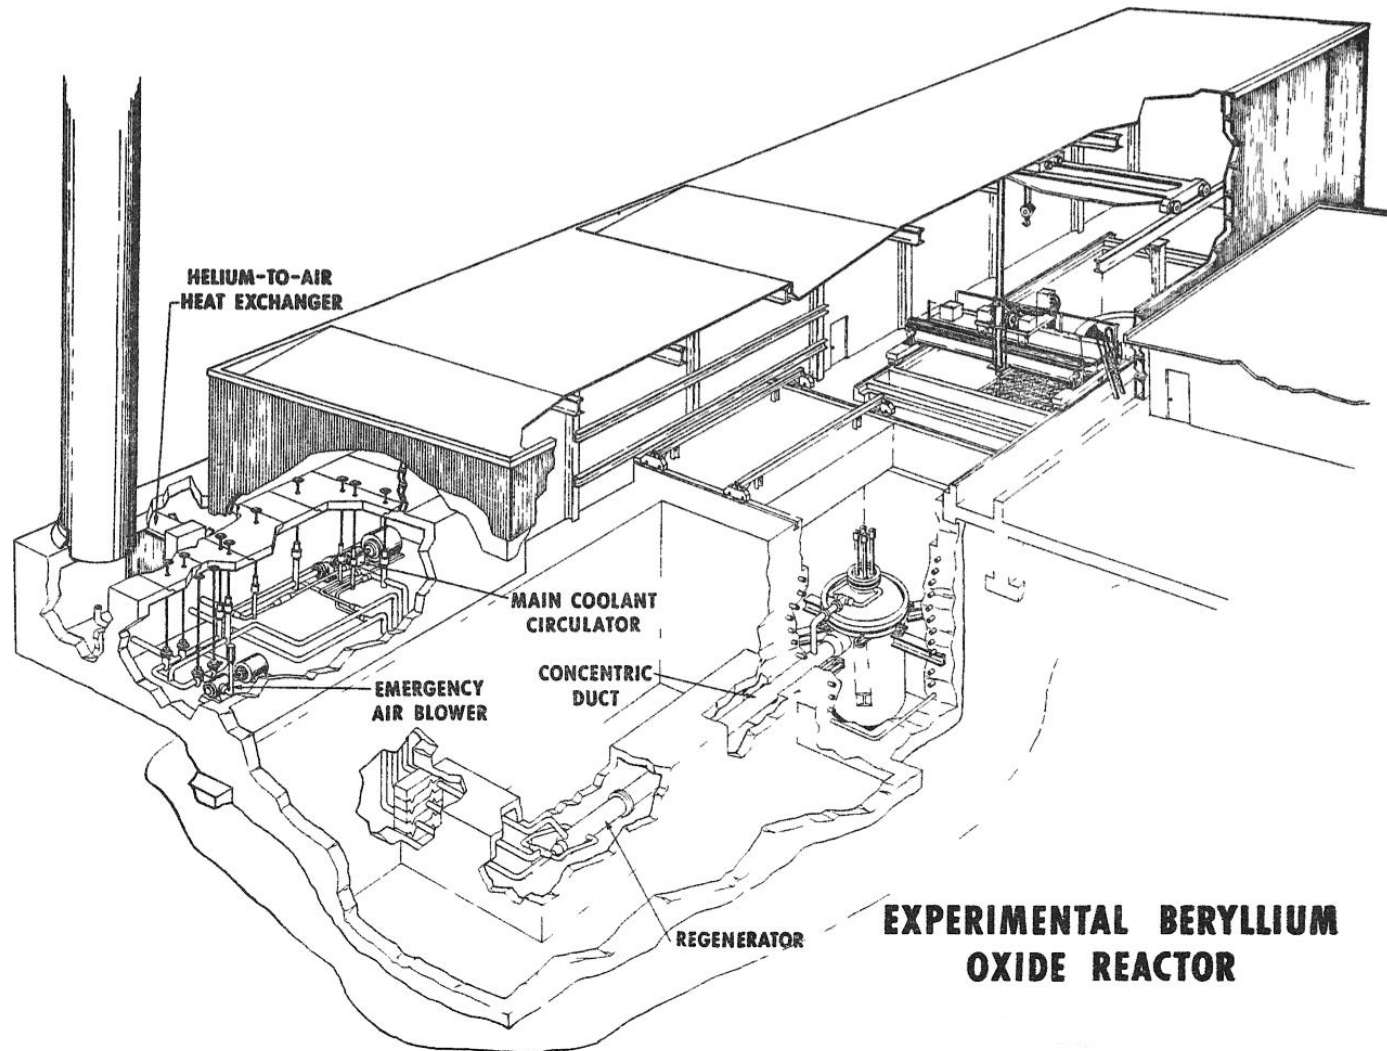 HELIUM-TO-AIR
HEAT EXCHANGER
MAIN COOLANT
CIRCULATOR
CONCENTRIC
DUCT
EMERGENCY
AIR BLOWER
REGENERATOR
EXPERIMENTAL BERYLLIUM
OXIDE REACTOR